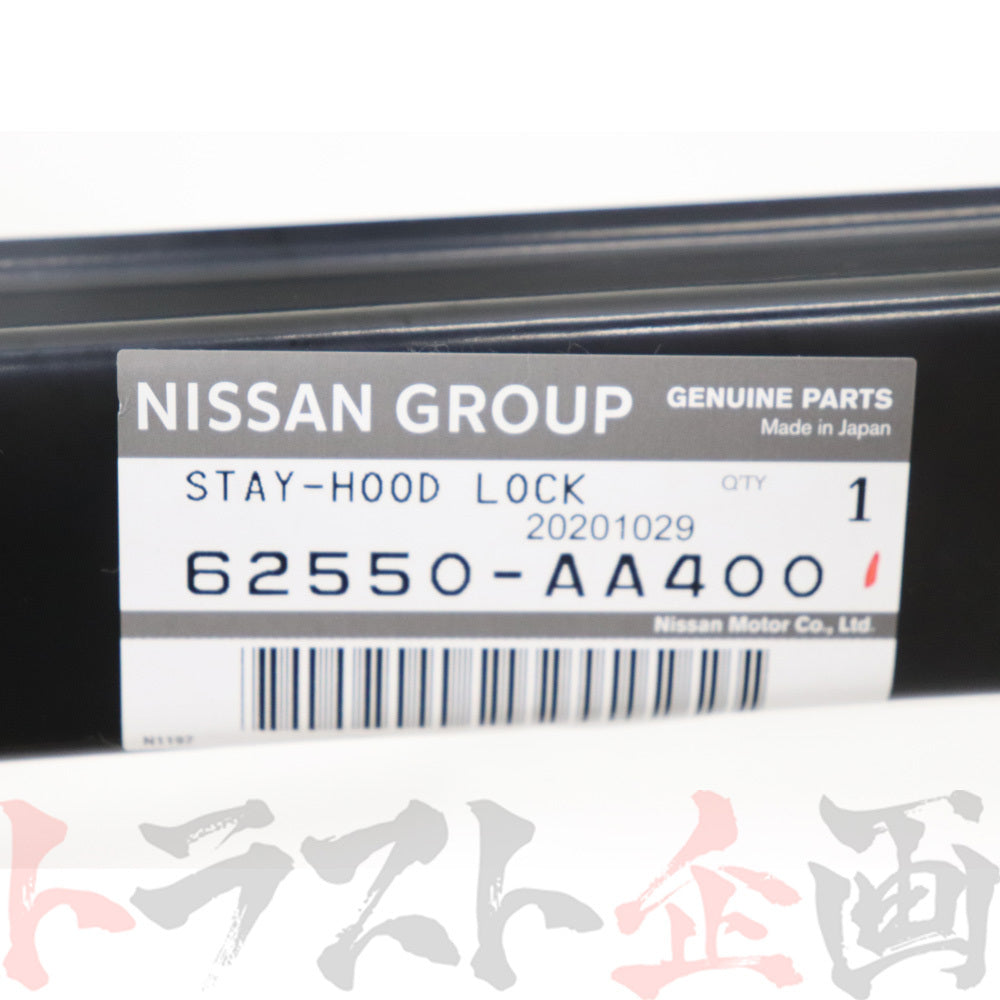 NISSAN GROUP GENUINE PARTS
Made in Japan
STAY-HOOD LOCK Q'TY 1
20201029
62550-AA400
Nissan Motor Co., Ltd.
N1197
トラスト企画